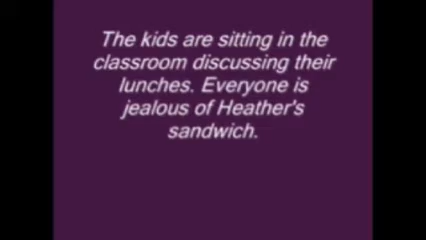 The kids are sitting in the
classroom discussing their
lunches. Everyone is
jealous of Heather's
sandwich.